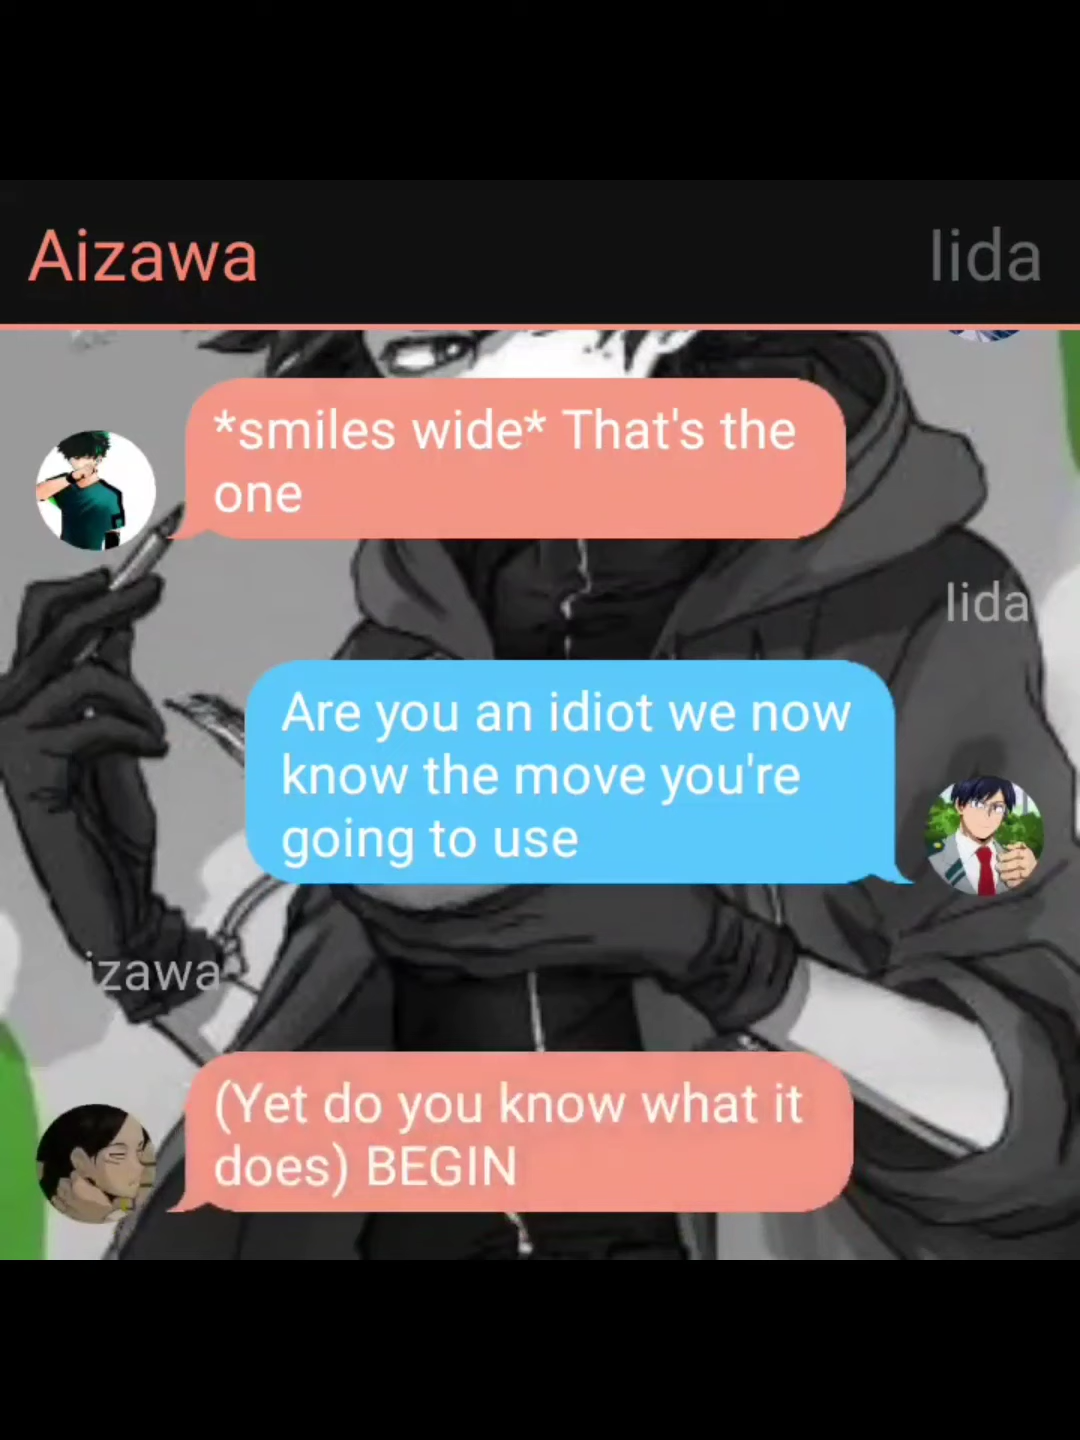 Aizawa
Iida
*smiles wide* That's the
one
Iida
Are you an idiot we now
know the move you're
going to use
izawa
(Yet do you know what it
does) BEGIN